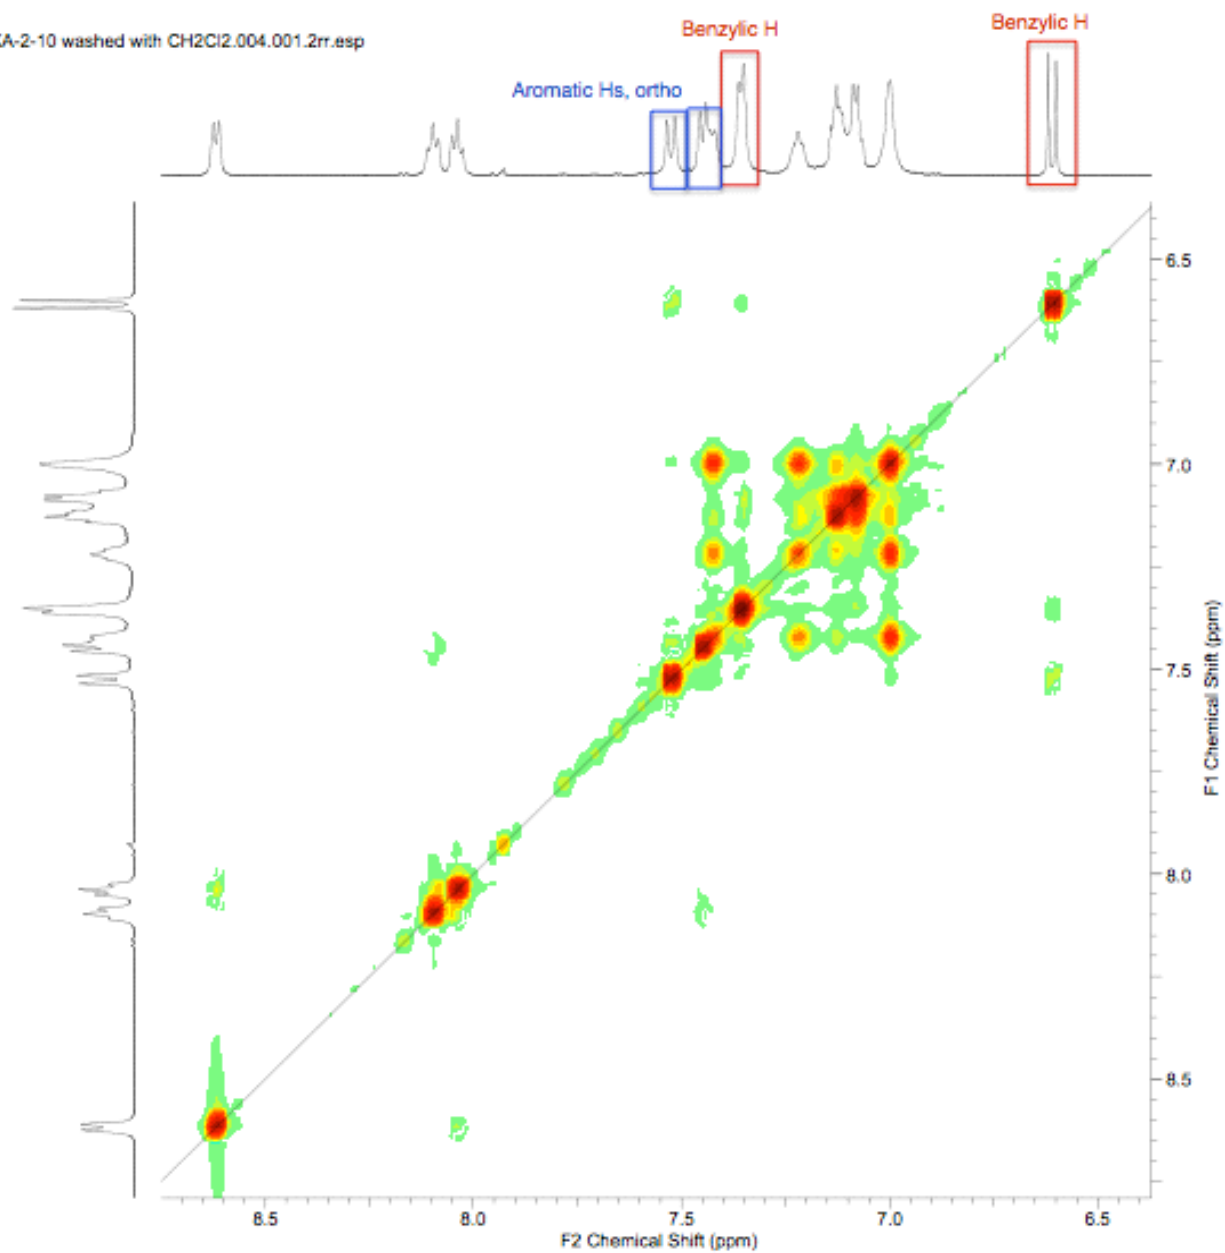 KA-2-10 washed with CH2Cl2.004.001.2rr.esp
Benzylic H
Benzylic H
Aromatic Hs, ortho
6.5
7.0
7.5
8.0
8.5
F1 Chemical Shift (ppm)
8.5
8.0
7.5
7.0
6.5
F2 Chemical Shift (ppm)